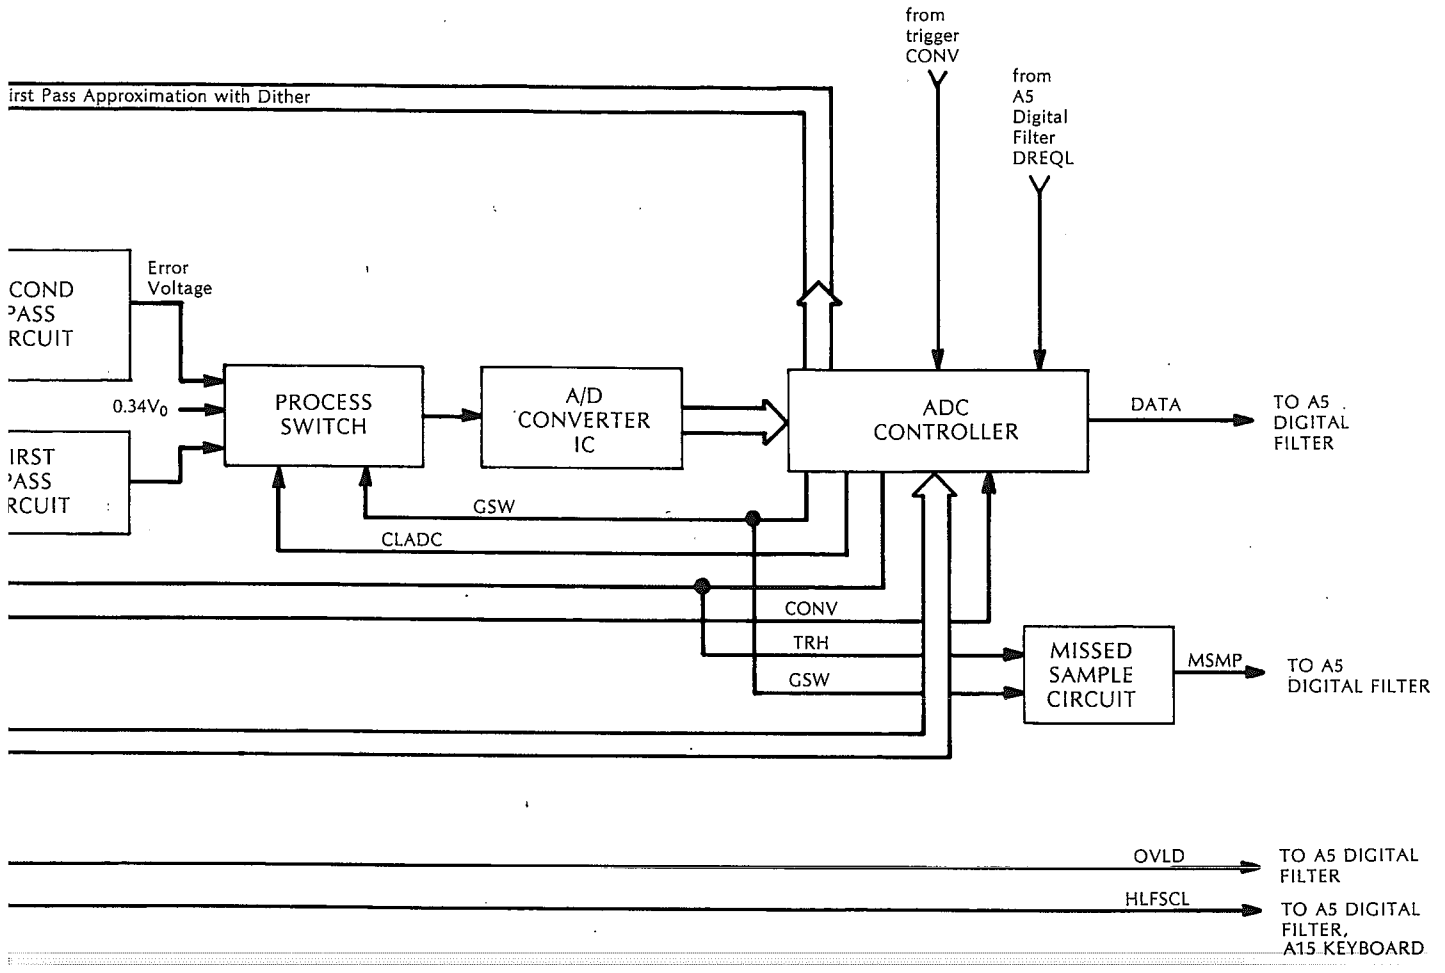 from
trigger
CONV
from
A5
Digital
Filter
DREQL
irst Pass Approximation with Dither
COND
PASS
RCUIT
Error
Voltage
0.34V₀
IRST
PASS
RCUIT
PROCESS
SWITCH
A/D
CONVERTER
IC
ADC
CONTROLLER
DATA
TO A5
DIGITAL
FILTER
GSW
CLADC
CONV
TRH
GSW
MISSED
SAMPLE
CIRCUIT
MSMP
TO A5
DIGITAL FILTER
OVLD
TO A5 DIGITAL
FILTER
HLFSCL
TO A5 DIGITAL
FILTER,
A15 KEYBOARD